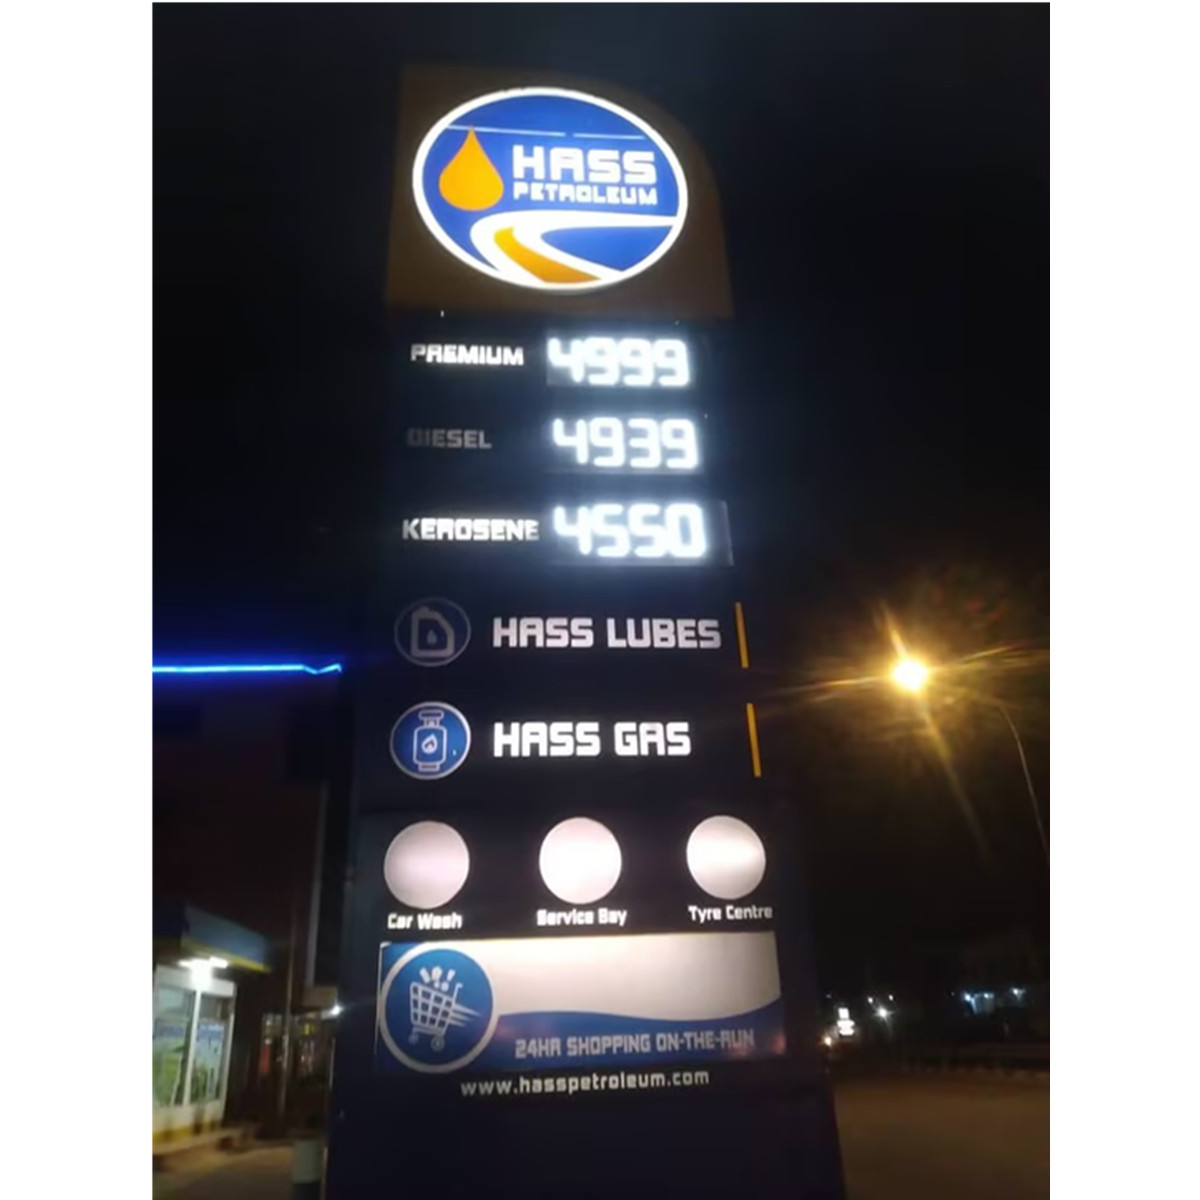 HASS
PETROLEUM
PREMIUM 4999
DIESEL 4939
KEROSENE 4550
HASS LUBES
HASS GAS
Car Wash Service Bay Tyre Centre
24HR SHOPPING ON-THE-RUN
www.hasspetroleum.com